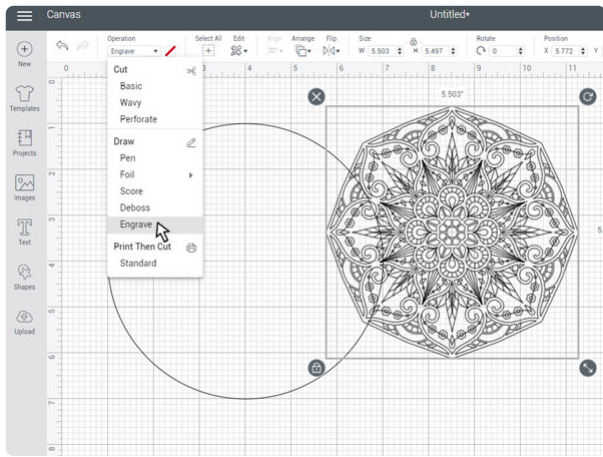 Canvas
Untitled*
Operation
Engrave
Select All
Edit
Align
Arrange
Flip
Size
W 5.503
H 5.497
Rotate
0
Position
X 5.772
Y
New
Templates
Projects
Images
Text
Shapes
Upload
0
3
4
5
6
7
8
9
10
11
0
1
2
3
4
5
6
7
8
Cut
Basic
Wavy
Perforate
Draw
Pen
Foil
Score
Deboss
Engrave
Print Then Cut
Standard
5.503"
5.